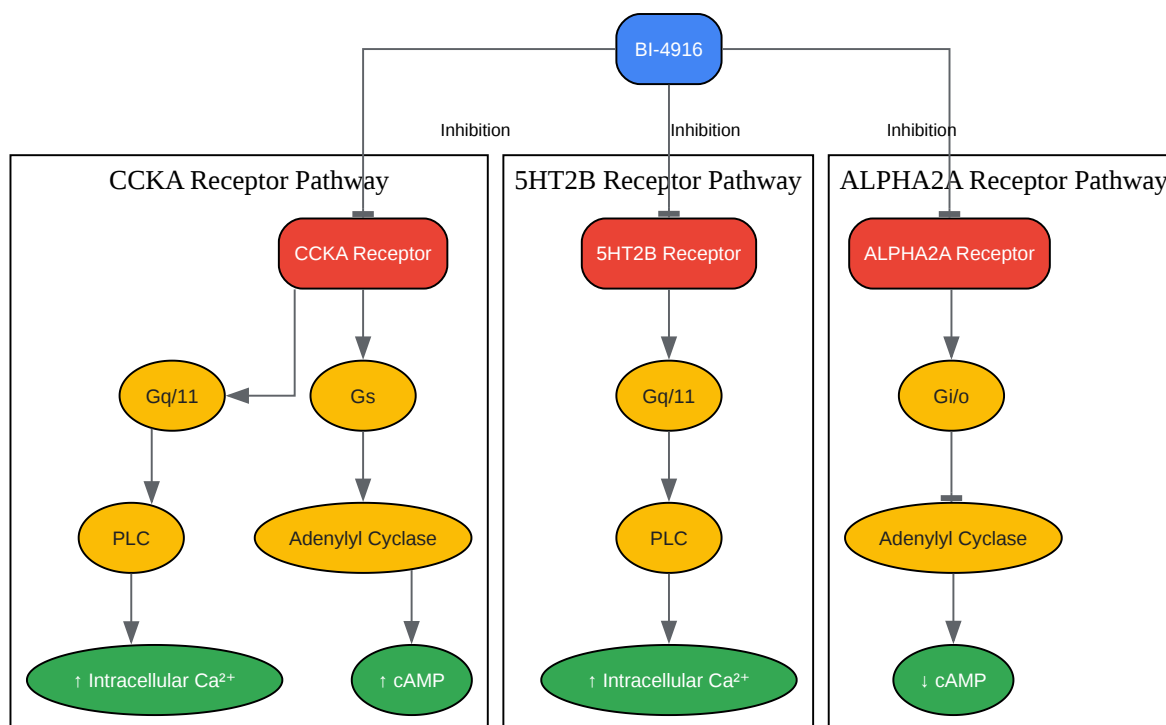 BI-4916
Inhibition
Inhibition
Inhibition
CCKA Receptor Pathway
5HT2B Receptor Pathway
ALPHA2A Receptor Pathway
CCKA Receptor
5HT2B Receptor
ALPHA2A Receptor
Gq/11
Gs
Gq/11
Gi/o
PLC
Adenylyl Cyclase
PLC
Adenylyl Cyclase
↑ Intracellular Ca²⁺
↑ cAMP
↑ Intracellular Ca²⁺
↓ cAMP